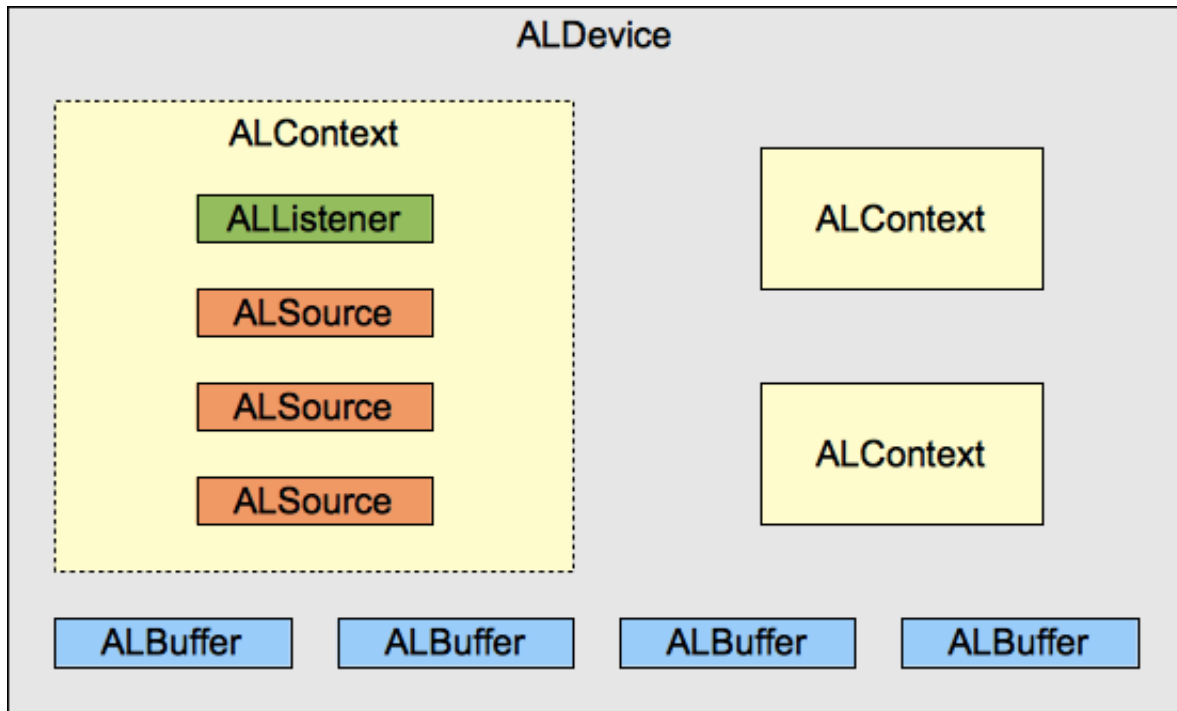 ALDevice
ALContext
ALListener
ALSource
ALSource
ALSource
ALContext
ALContext
ALBuffer
ALBuffer
ALBuffer
ALBuffer